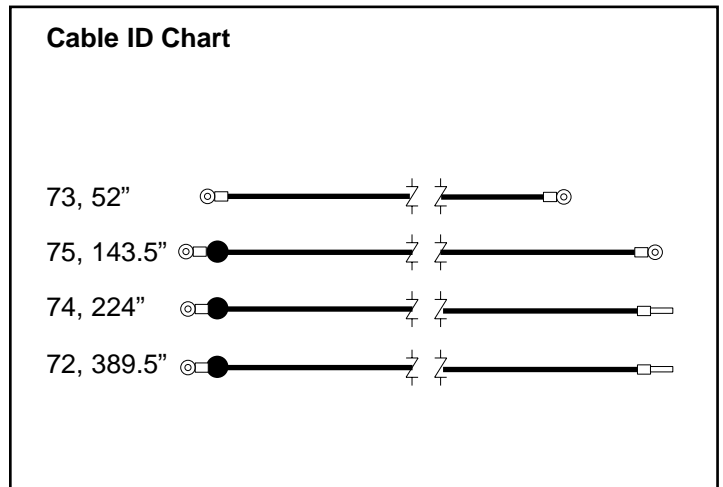 Cable ID Chart
73, 52”
75, 143.5”
74, 224”
72, 389.5”